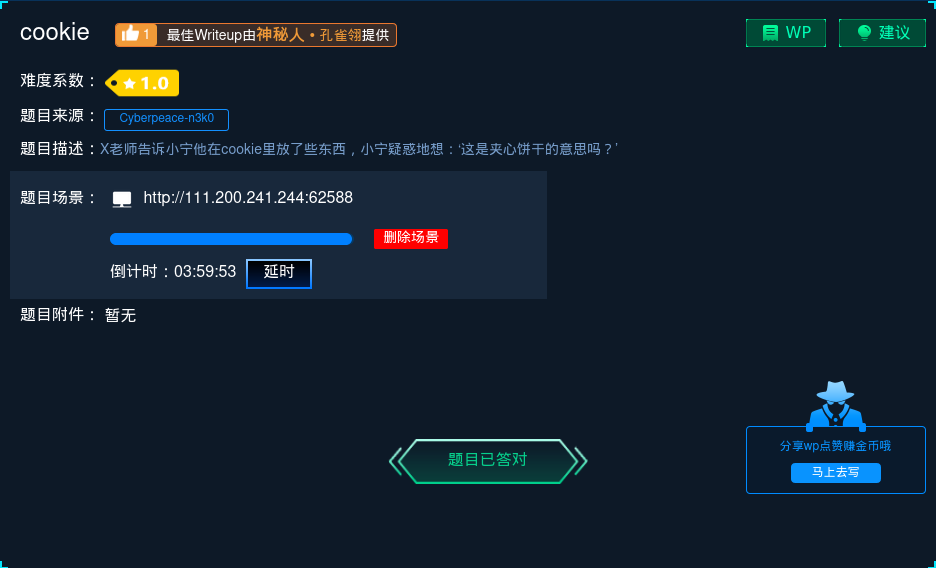 cookie 1 最佳Writeup由神秘人 • 孔雀翎提供 WP 建议
难度系数： 1.0
题目来源： Cyberpeace-n3k0
题目描述：X老师告诉小宁他在cookie里放了些东西，小宁疑惑地想：‘这是夹心饼干的意思吗？’
题目场景： http://111.200.241.244:62588
删除场景
倒计时：03:59:53 延时
题目附件： 暂无
题目已答对
分享wp点赞赚金币哦
马上去写